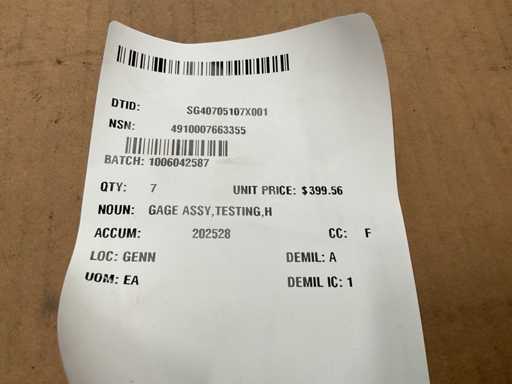 DTID: SG40705107X001
NSN: 4910007663355
BATCH: 1006042587
QTY: 7 UNIT PRICE: $399.56
NOUN: GAGE ASSY,TESTING,H
ACCUM: 202528 CC: F
LOC: GENN DEMIL: A
UOM: EA DEMIL IC: 1